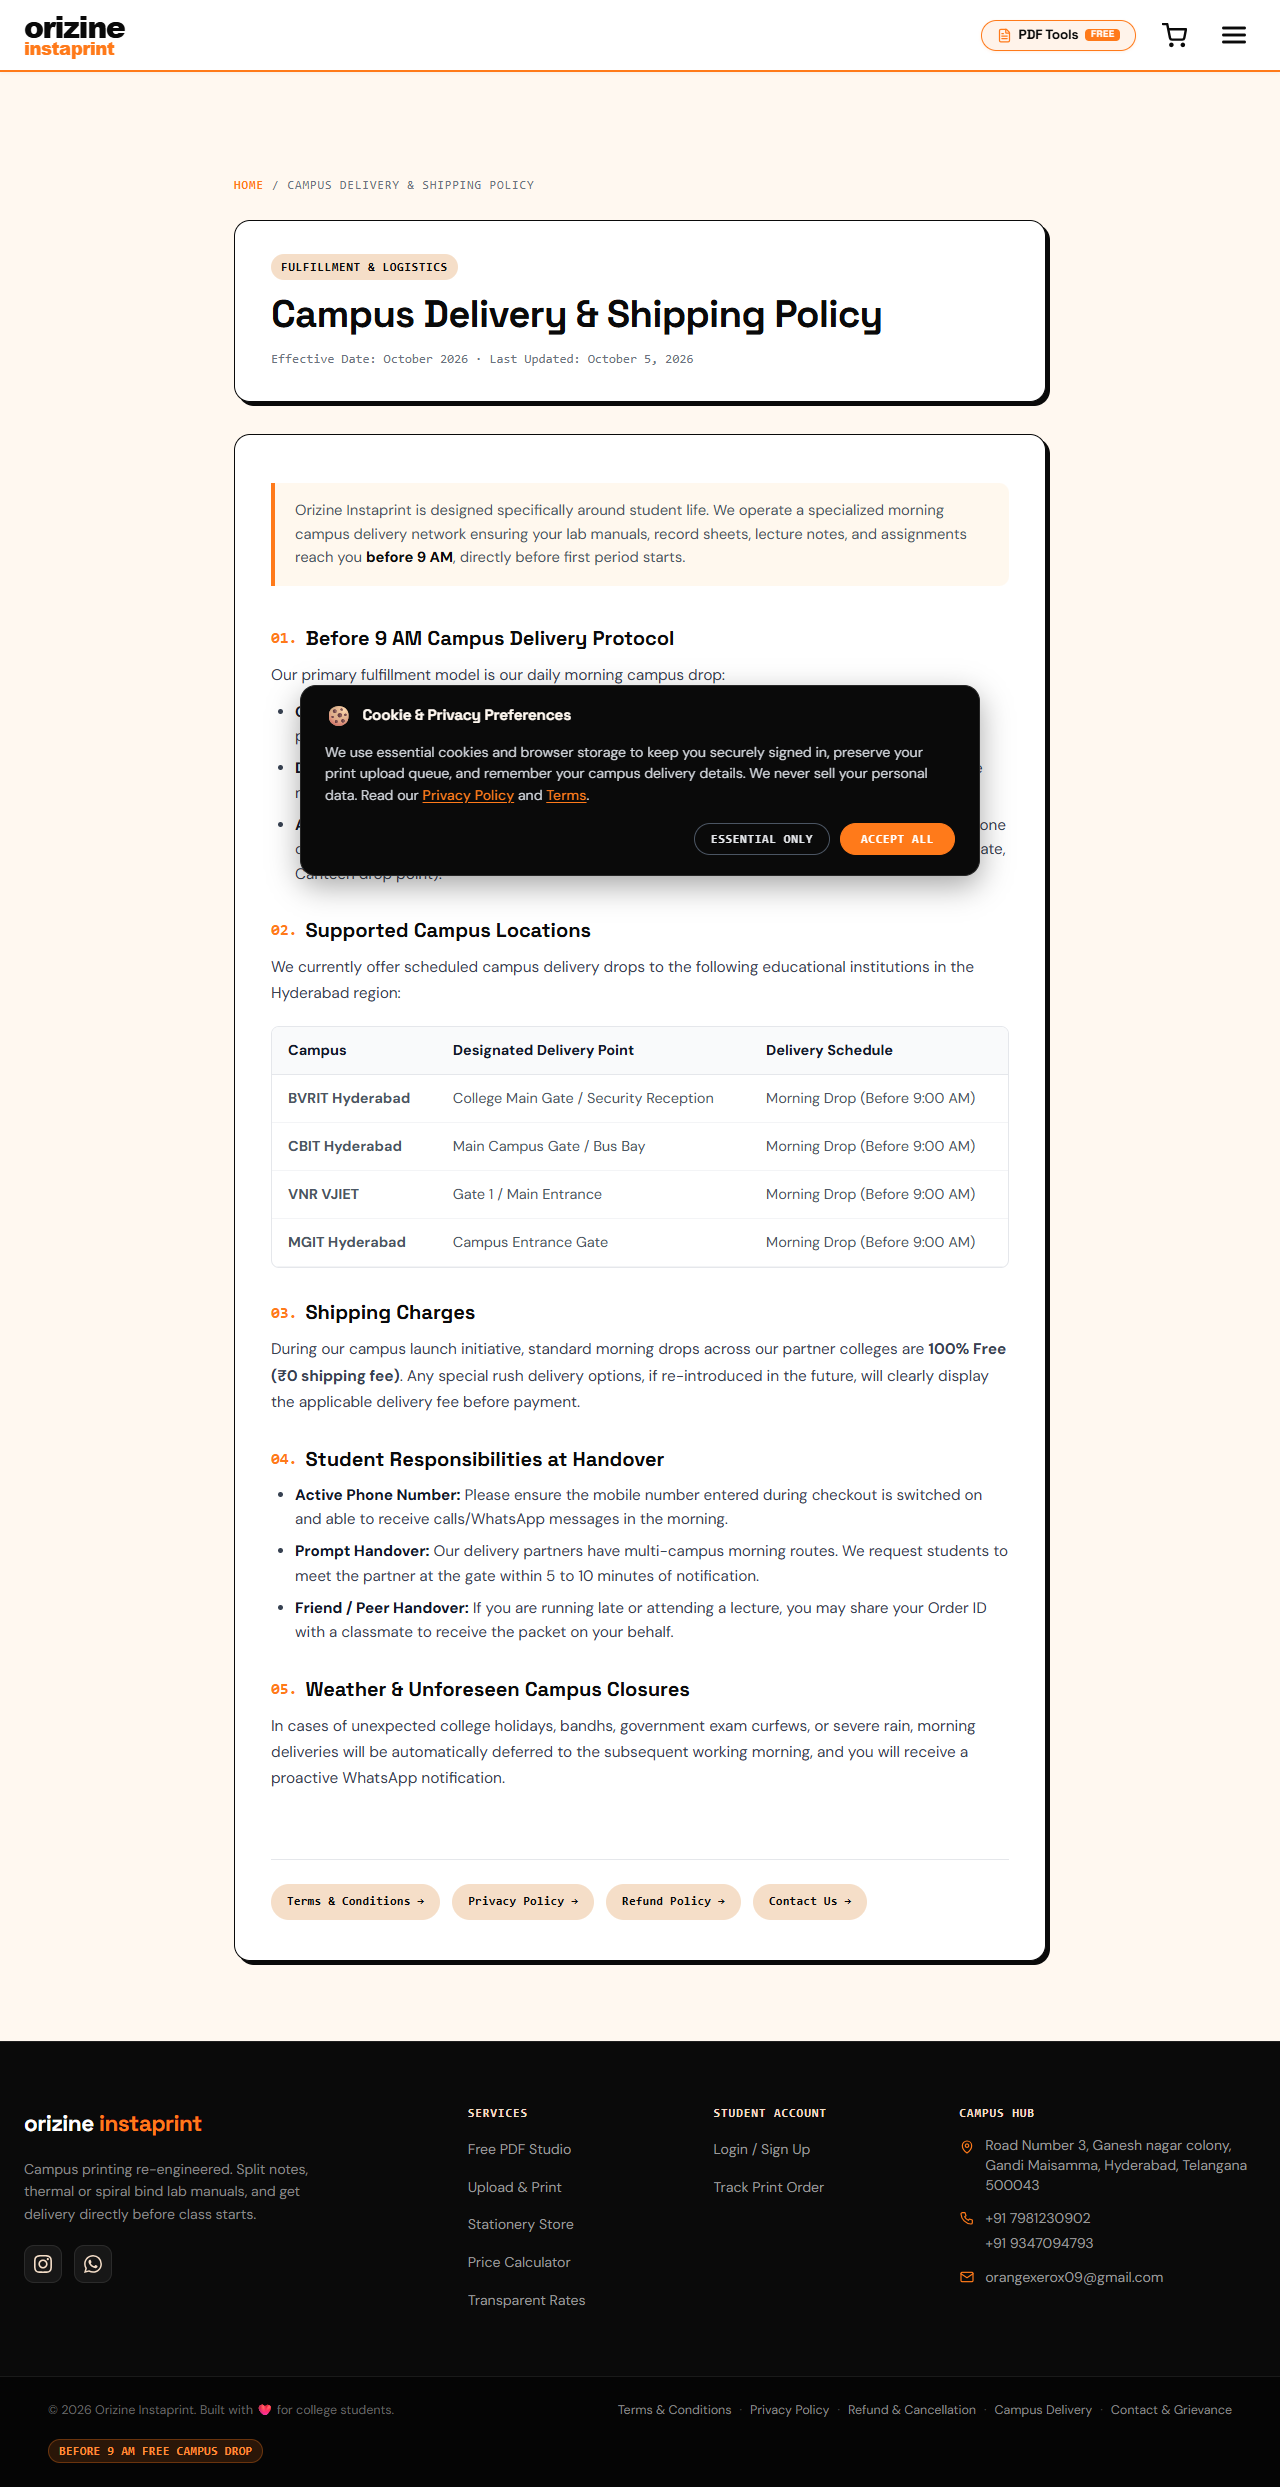 orizine
instaprint
PDF Tools FREE
HOME / CAMPUS DELIVERY & SHIPPING POLICY
FULFILLMENT & LOGISTICS
Campus Delivery & Shipping Policy
Effective Date: October 2026 · Last Updated: October 5, 2026
Orizine Instaprint is designed specifically around student life. We operate a specialized morning
campus delivery network ensuring your lab manuals, record sheets, lecture notes, and assignments
reach you before 9 AM, directly before first period starts.
01. Before 9 AM Campus Delivery Protocol
Our primary fulfillment model is our daily morning campus drop:
Cookie & Privacy Preferences
We use essential cookies and browser storage to keep you securely signed in, preserve your
print upload queue, and remember your campus delivery details. We never sell your personal
data. Read our Privacy Policy and Terms.
ESSENTIAL ONLY ACCEPT ALL
02. Supported Campus Locations
We currently offer scheduled campus delivery drops to the following educational institutions in the
Hyderabad region:
Campus Designated Delivery Point Delivery Schedule
BVRIT Hyderabad College Main Gate / Security Reception Morning Drop (Before 9:00 AM)
CBIT Hyderabad Main Campus Gate / Bus Bay Morning Drop (Before 9:00 AM)
VNR VJIET Gate 1 / Main Entrance Morning Drop (Before 9:00 AM)
MGIT Hyderabad Campus Entrance Gate Morning Drop (Before 9:00 AM)
03. Shipping Charges
During our campus launch initiative, standard morning drops across our partner colleges are 100% Free
(₹0 shipping fee). Any special rush delivery options, if re-introduced in the future, will clearly display
the applicable delivery fee before payment.
04. Student Responsibilities at Handover
• Active Phone Number: Please ensure the mobile number entered during checkout is switched on
and able to receive calls/WhatsApp messages in the morning.
• Prompt Handover: Our delivery partners have multi-campus morning routes. We request students to
meet the partner at the gate within 5 to 10 minutes of notification.
• Friend / Peer Handover: If you are running late or attending a lecture, you may share your Order ID
with a classmate to receive the packet on your behalf.
05. Weather & Unforeseen Campus Closures
In cases of unexpected college holidays, bandhs, government exam curfews, or severe rain, morning
deliveries will be automatically deferred to the subsequent working morning, and you will receive a
proactive WhatsApp notification.
Terms & Conditions → Privacy Policy → Refund Policy → Contact Us →
orizine instaprint
Campus printing re-engineered. Split notes,
thermal or spiral bind lab manuals, and get
delivery directly before class starts.
SERVICES
Free PDF Studio
Upload & Print
Stationery Store
Price Calculator
Transparent Rates
STUDENT ACCOUNT
Login / Sign Up
Track Print Order
CAMPUS HUB
Road Number 3, Ganesh nagar colony,
Gandi Maisamma, Hyderabad, Telangana
500043
+91 7981230902
+91 9347094793
orangexerox09@gmail.com
© 2026 Orizine Instaprint. Built with 💖 for college students.
Terms & Conditions · Privacy Policy · Refund & Cancellation · Campus Delivery · Contact & Grievance
BEFORE 9 AM FREE CAMPUS DROP